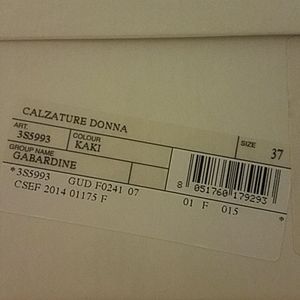 CALZATURE DONNA
ART. COLOUR SIZE
3S5993 KAKI 37
GROUP NAME
GABARDINE
*3S5993 GUD F0241 07
8 051760 179293
CSEF 2014 01175 F 01 F 015 *